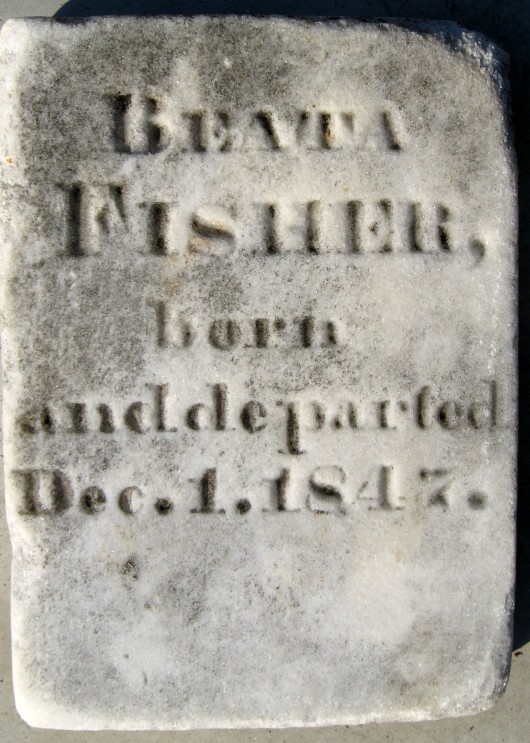 BEATA
FISHER,
born
and departed
Dec. 1. 1847.